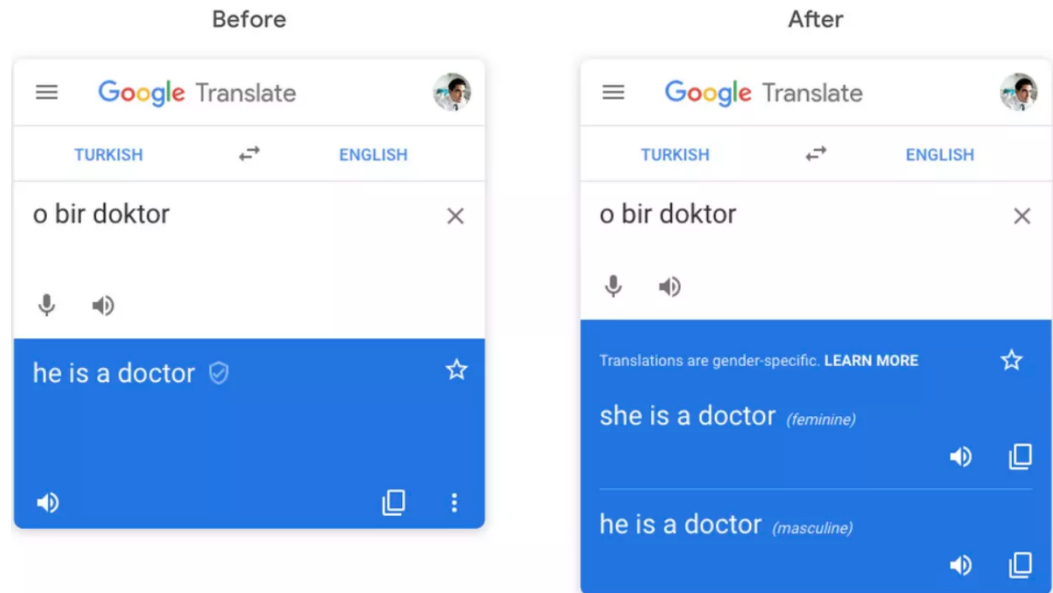 Before
Google Translate
TURKISH ENGLISH
o bir doktor
he is a doctor
After
Google Translate
TURKISH ENGLISH
o bir doktor
Translations are gender-specific. LEARN MORE
she is a doctor (feminine)
he is a doctor (masculine)